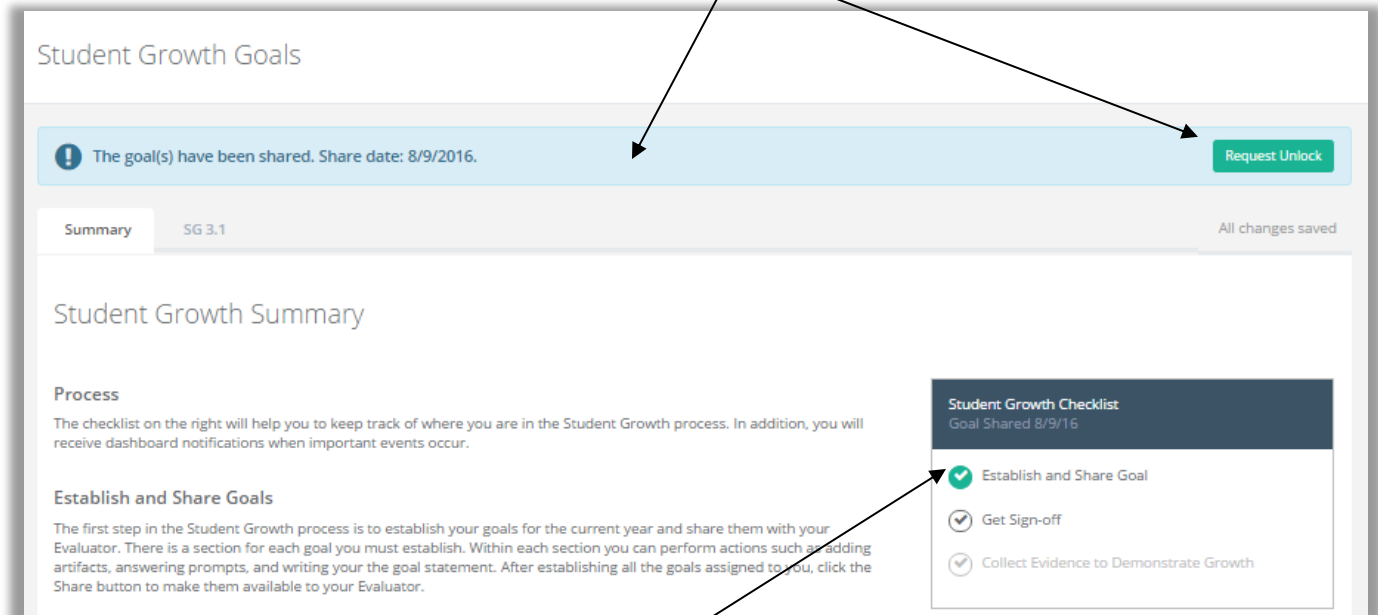 Student Growth Goals
The goal(s) have been shared. Share date: 8/9/2016.
Request Unlock
Summary
SG 3.1
All changes saved
Student Growth Summary
Process
The checklist on the right will help you to keep track of where you are in the Student Growth process. In addition, you will
receive dashboard notifications when important events occur.
Establish and Share Goals
The first step in the Student Growth process is to establish your goals for the current year and share them with your
Evaluator. There is a section for each goal you must establish. Within each section you can perform actions such as adding
artifacts, answering prompts, and writing your the goal statement. After establishing all the goals assigned to you, click the
Share button to make them available to your Evaluator.
Student Growth Checklist
Goal Shared 8/9/16
Establish and Share Goal
Get Sign-off
Collect Evidence to Demonstrate Growth